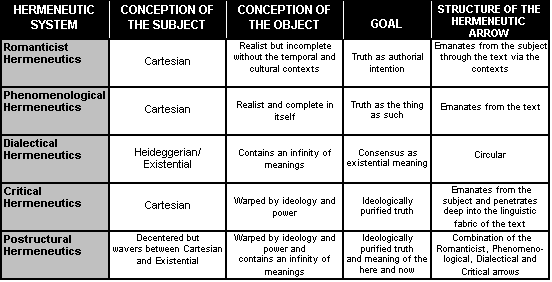 HERMENEUTIC SYSTEM
CONCEPTION OF THE SUBJECT
CONCEPTION OF THE OBJECT
GOAL
STRUCTURE OF THE HERMENEUTIC ARROW
Romanticist
Hermeneutics
Cartesian
Realist but incomplete
without the temporal and
cultural contexts
Truth as authorial
intention
Emanates from the subject
through the text via the
contexts
Phenomenological
Hermeneutics
Cartesian
Realist and complete in
itself
Truth as the thing
as such
Emanates from the text
Dialectical
Hermeneutics
Heideggerian/
Existential
Contains an infinity of
meanings
Consensus as
existential meaning
Circular
Critical
Hermeneutics
Cartesian
Warped by ideology and
power
Ideologically
purified truth
Emanates from the
subject and penetrates
deep into the linguistic
fabric of the text
Postructural
Hermeneutics
Decentered but
wavers between Cartesian
and Existential
Warped by ideology and
power and
contains an infinity of
meanings
Ideologically
purified truth
and meaning of the
here and now
Combination of the
Romanticist, Phenomeno-
logical, Dialectical and
Critical arrows